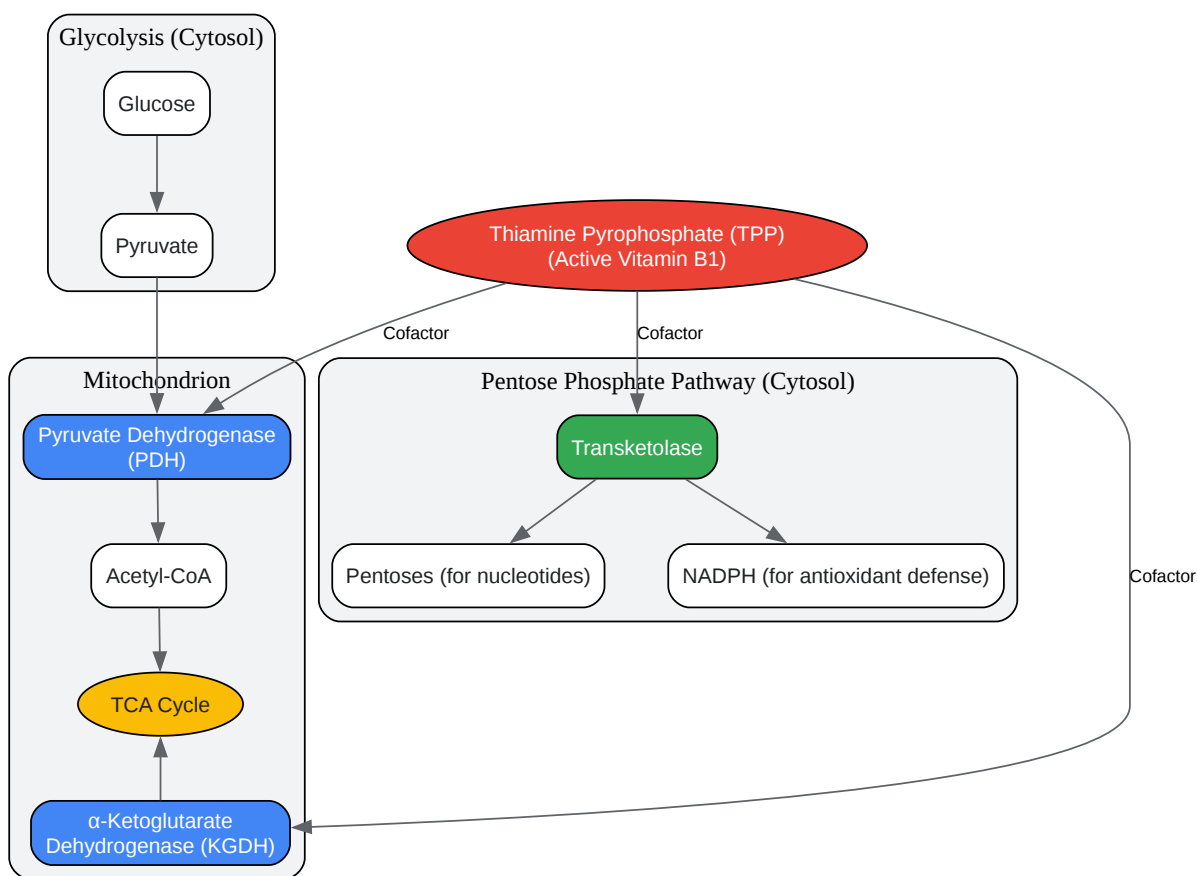 Glycolysis (Cytosol)
Glucose
Pyruvate
Thiamine Pyrophosphate (TPP)
(Active Vitamin B1)
Cofactor
Cofactor
Mitochondrion
Pentose Phosphate Pathway (Cytosol)
Pyruvate Dehydrogenase
(PDH)
Transketolase
Acetyl-CoA
Pentoses (for nucleotides)
NADPH (for antioxidant defense)
Cofactor
TCA Cycle
α-Ketoglutarate
Dehydrogenase (KGDH)